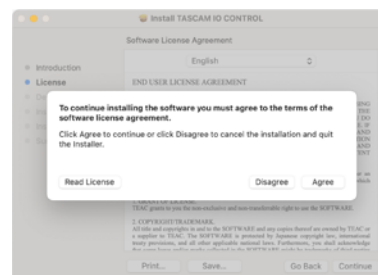 Install TASCAM IO CONTROL
Software License Agreement
English
Introduction
License
END USER LICENSE AGREEMENT
To continue installing the software you must agree to the terms of the
software license agreement.
Click Agree to continue or click Disagree to cancel the installation and quit
the Installer.
Read License
Disagree
Agree
TEAC grants to you the non-exclusive and non-transferable right to use the SOFTWARE.
2. COPYRIGHT/TRADEMARK.
All title and copyrights in and to the SOFTWARE and any copies thereof are owned by TEAC or
a supplier to TEAC. The SOFTWARE is protected by Japanese copyright law, international
treaty provisions, and all other applicable national laws. Furthermore, you shall acknowledge
Print...
Save...
Go Back
Continue